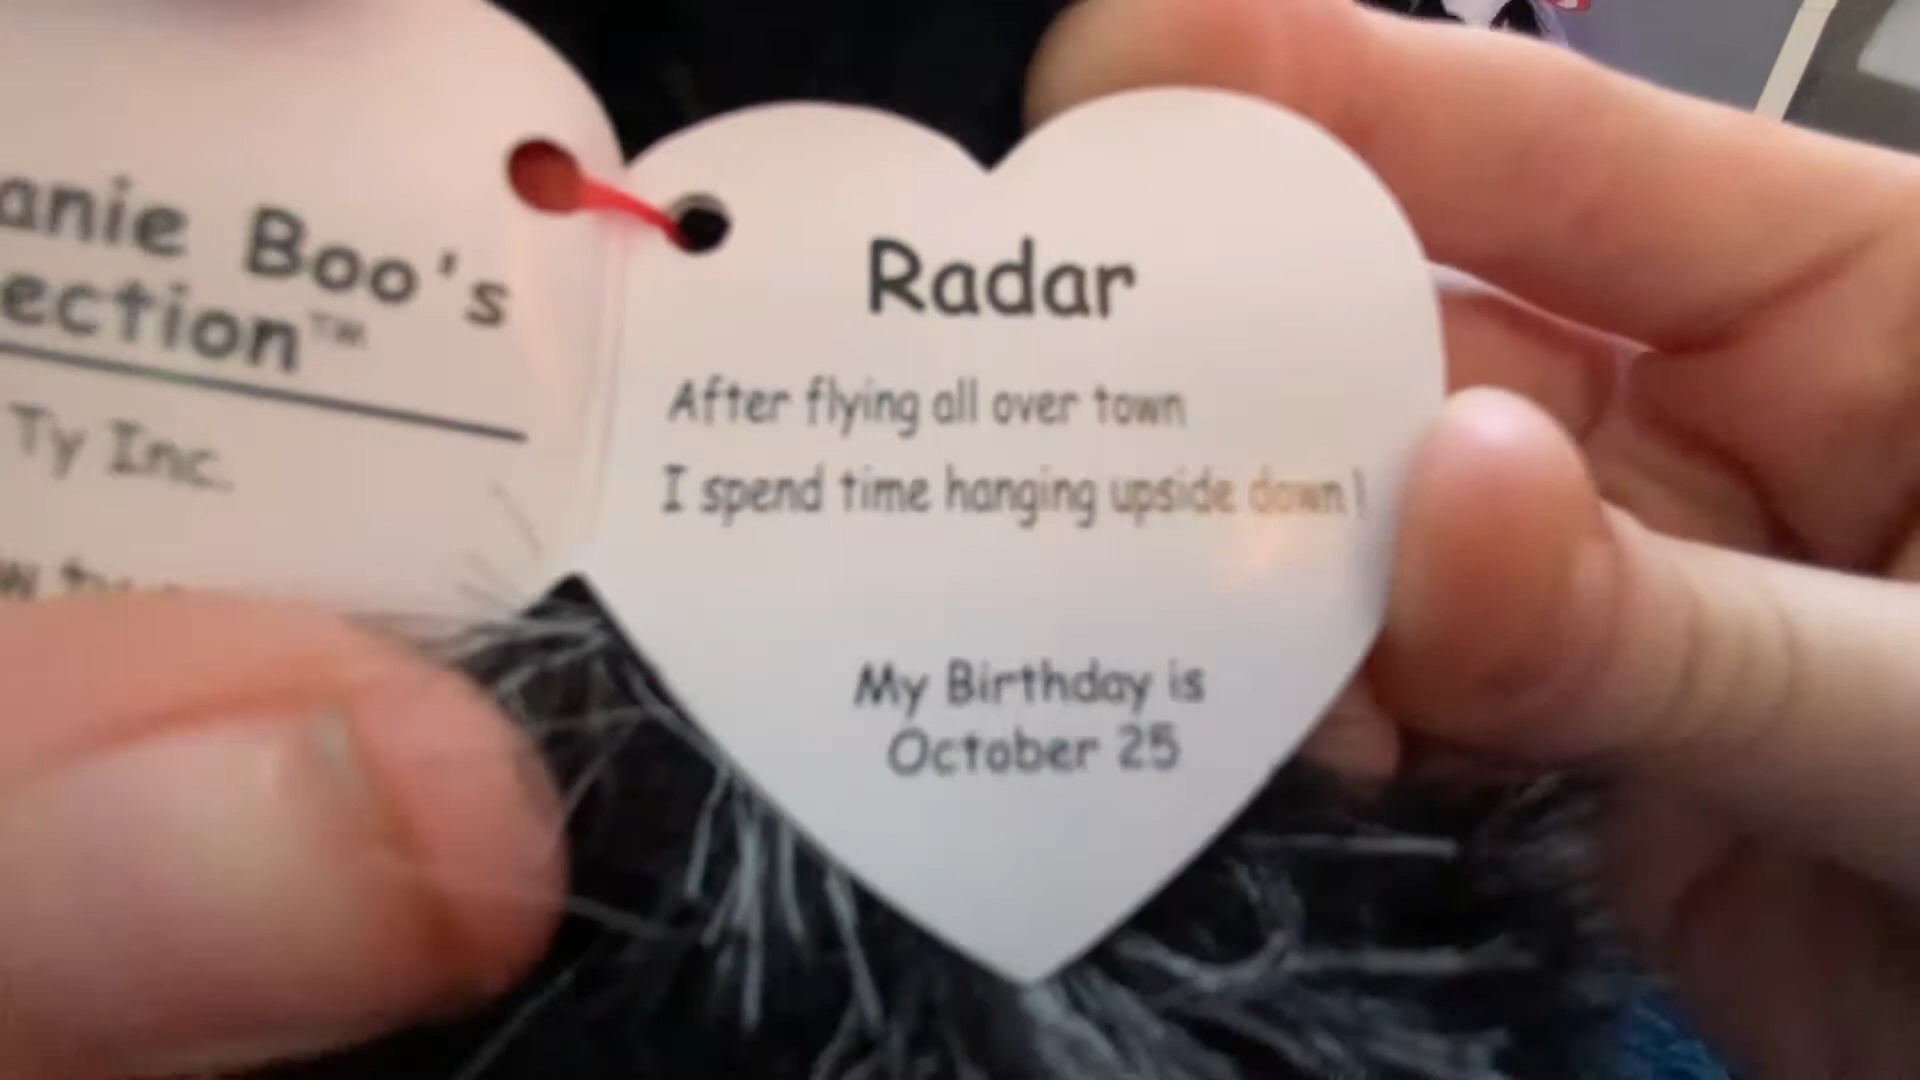 anie Boo's
ection™
Ty Inc.
Radar
After flying all over town
I spend time hanging upside down!
My Birthday is
October 25